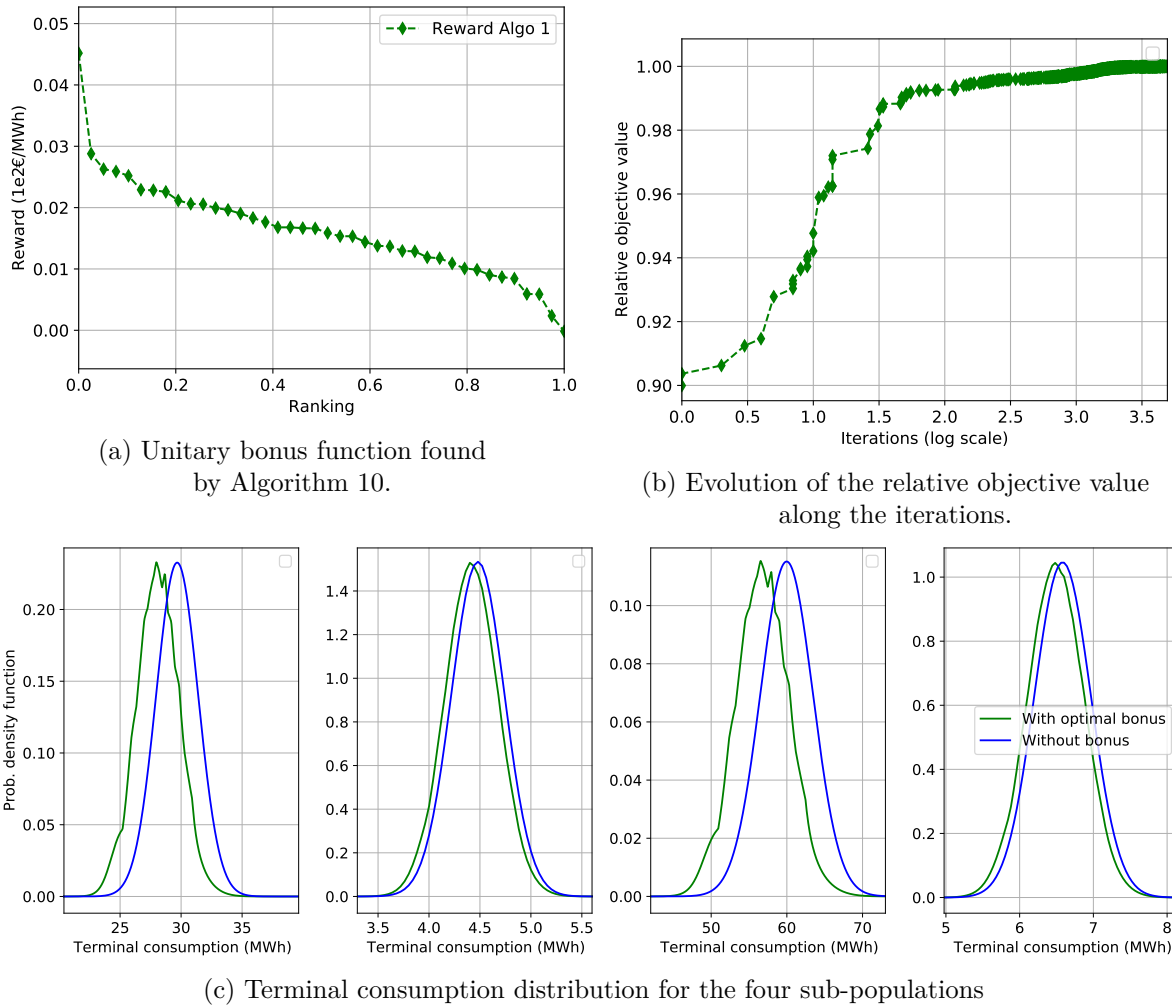 0.05
0.04
0.03
0.02
0.01
0.00
Reward (1e2€/MWh)
Reward Algo 1
0.0 0.2 0.4 0.6 0.8 1.0
Ranking
(a) Unitary bonus function found
by Algorithm 10.
1.00
0.98
0.96
0.94
0.92
0.90
Relative objective value
0.0 0.5 1.0 1.5 2.0 2.5 3.0 3.5
Iterations (log scale)
(b) Evolution of the relative objective value
along the iterations.
Prob. density function
0.20
0.15
0.10
0.05
0.00
25 30 35
Terminal consumption (MWh)
1.4
1.2
1.0
0.8
0.6
0.4
0.2
0.0
3.5 4.0 4.5 5.0 5.5
Terminal consumption (MWh)
0.10
0.08
0.06
0.04
0.02
0.00
50 60 70
Terminal consumption (MWh)
1.0
0.8
0.6
0.4
0.2
0.0
With optimal bonus
Without bonus
5 6 7 8
Terminal consumption (MWh)
(c) Terminal consumption distribution for the four sub-populations